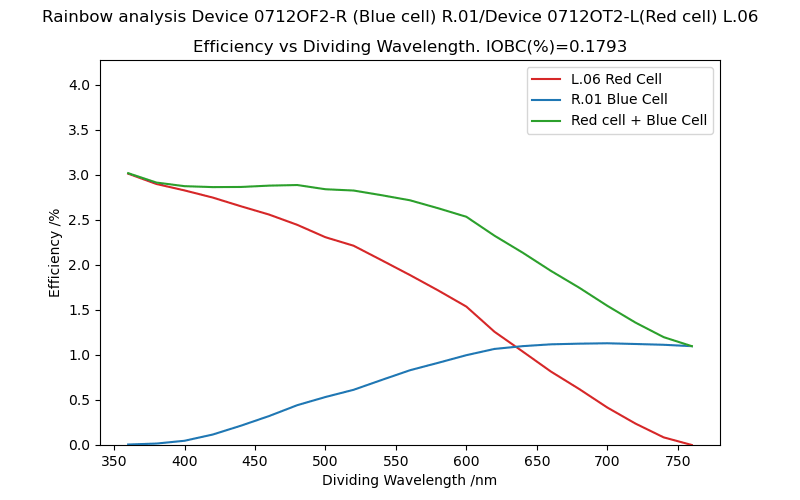 Rainbow analysis Device 0712OF2-R (Blue cell) R.01/Device 0712OT2-L(Red cell) L.06
Efficiency vs Dividing Wavelength. IOBC(%)=0.1793
L.06 Red Cell
R.01 Blue Cell
Red cell + Blue Cell
4.0
3.5
3.0
2.5
2.0
1.5
1.0
0.5
0.0
Efficiency /%
350 400 450 500 550 600 650 700 750
Dividing Wavelength /nm